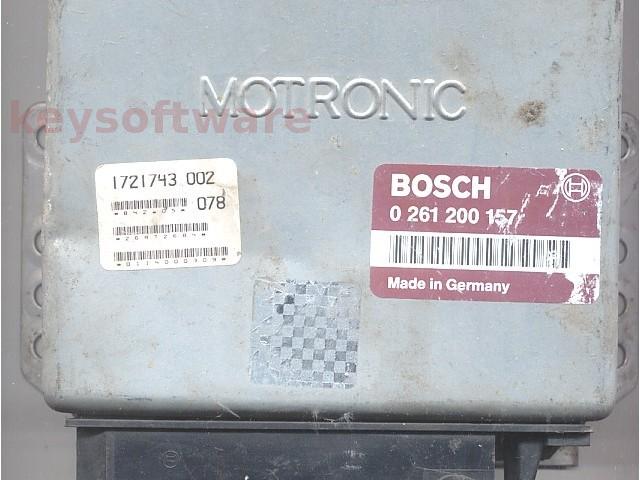 MOTRONIC
keysoftware
1721743 002
078
BOSCH
0 261 200 157
Made in Germany